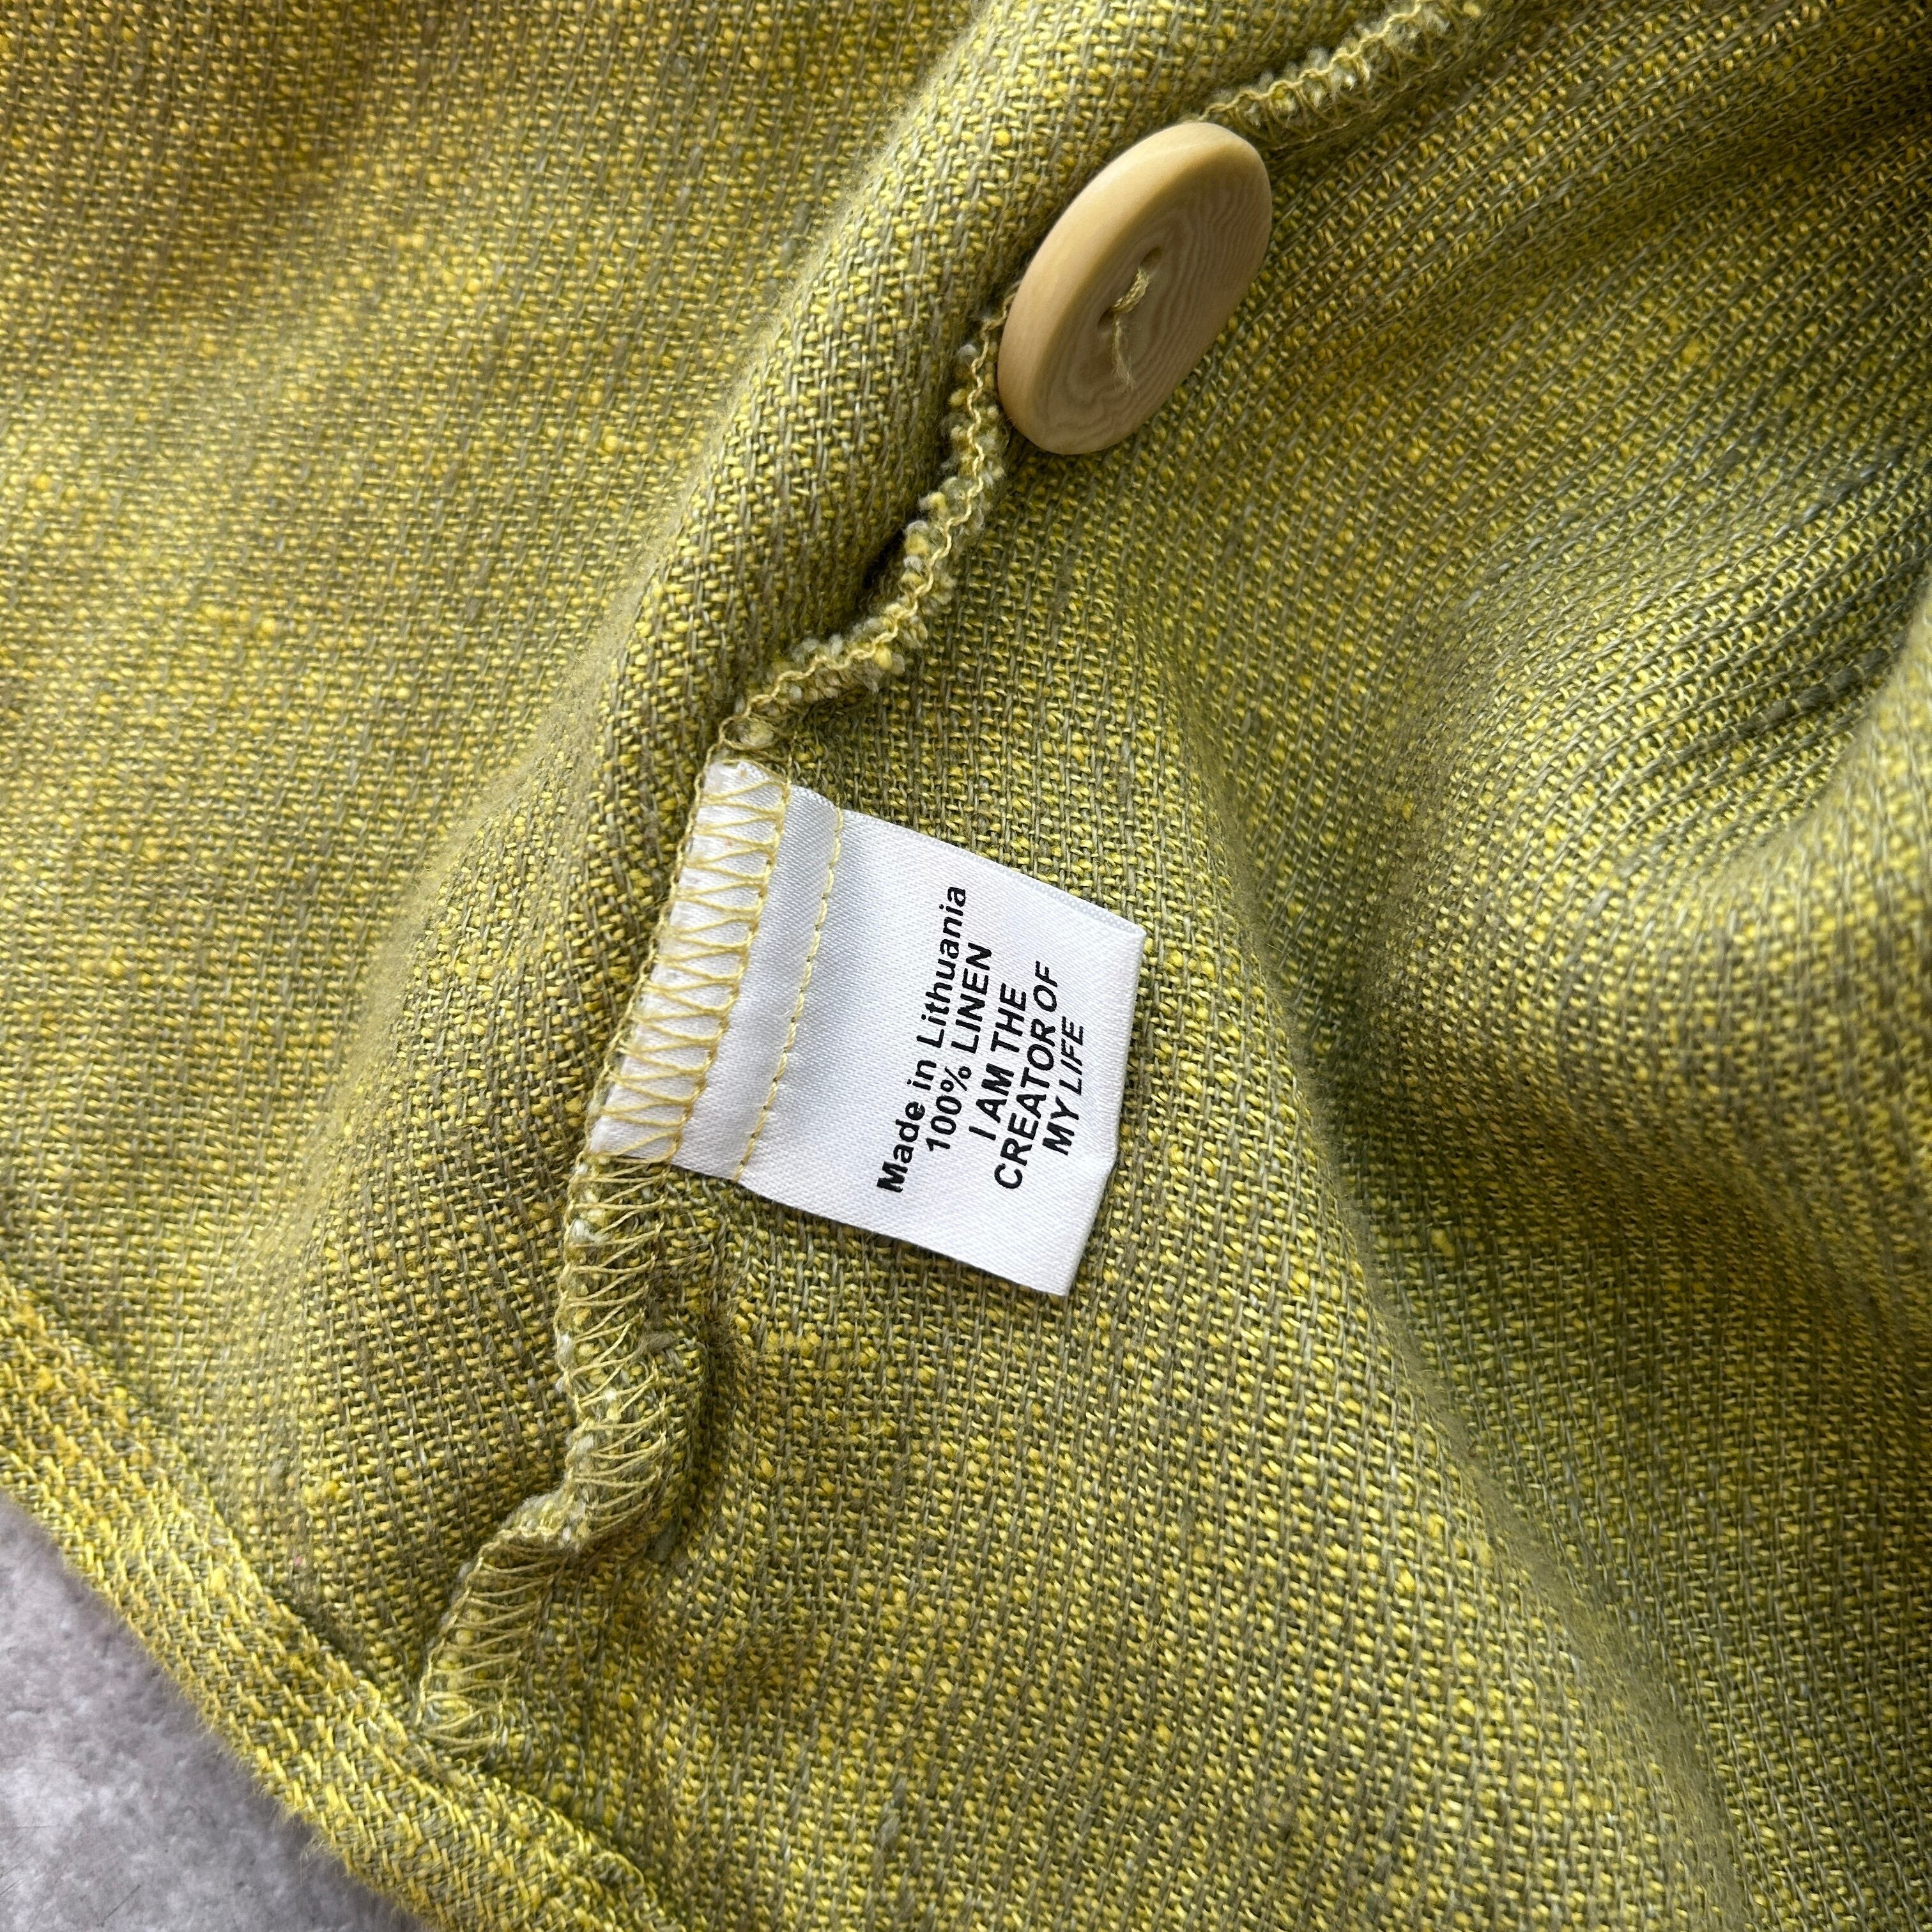 Made in Lithuania
100% LINEN
I AM THE
CREATOR OF
MY LIFE